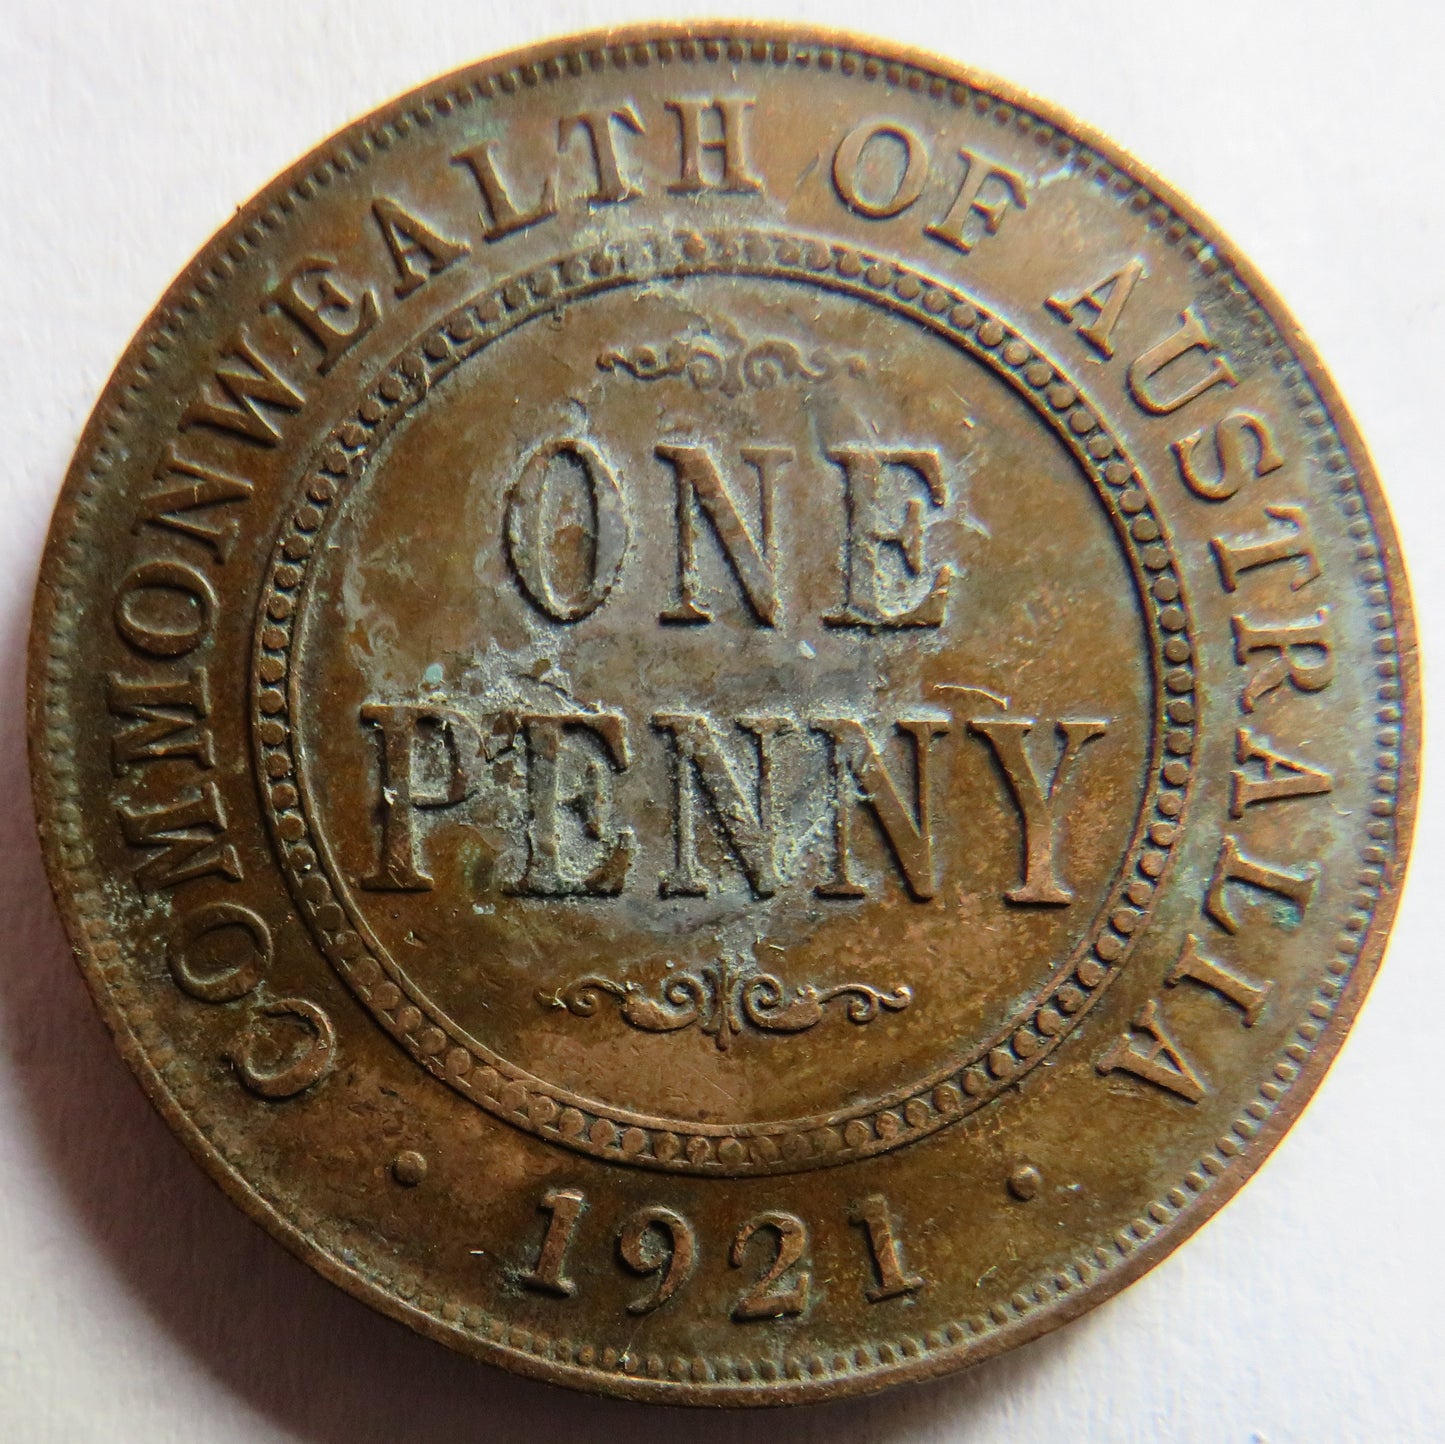 COMMONWEALTH OF AUSTRALIA
ONE
PENNY
· 1921 ·